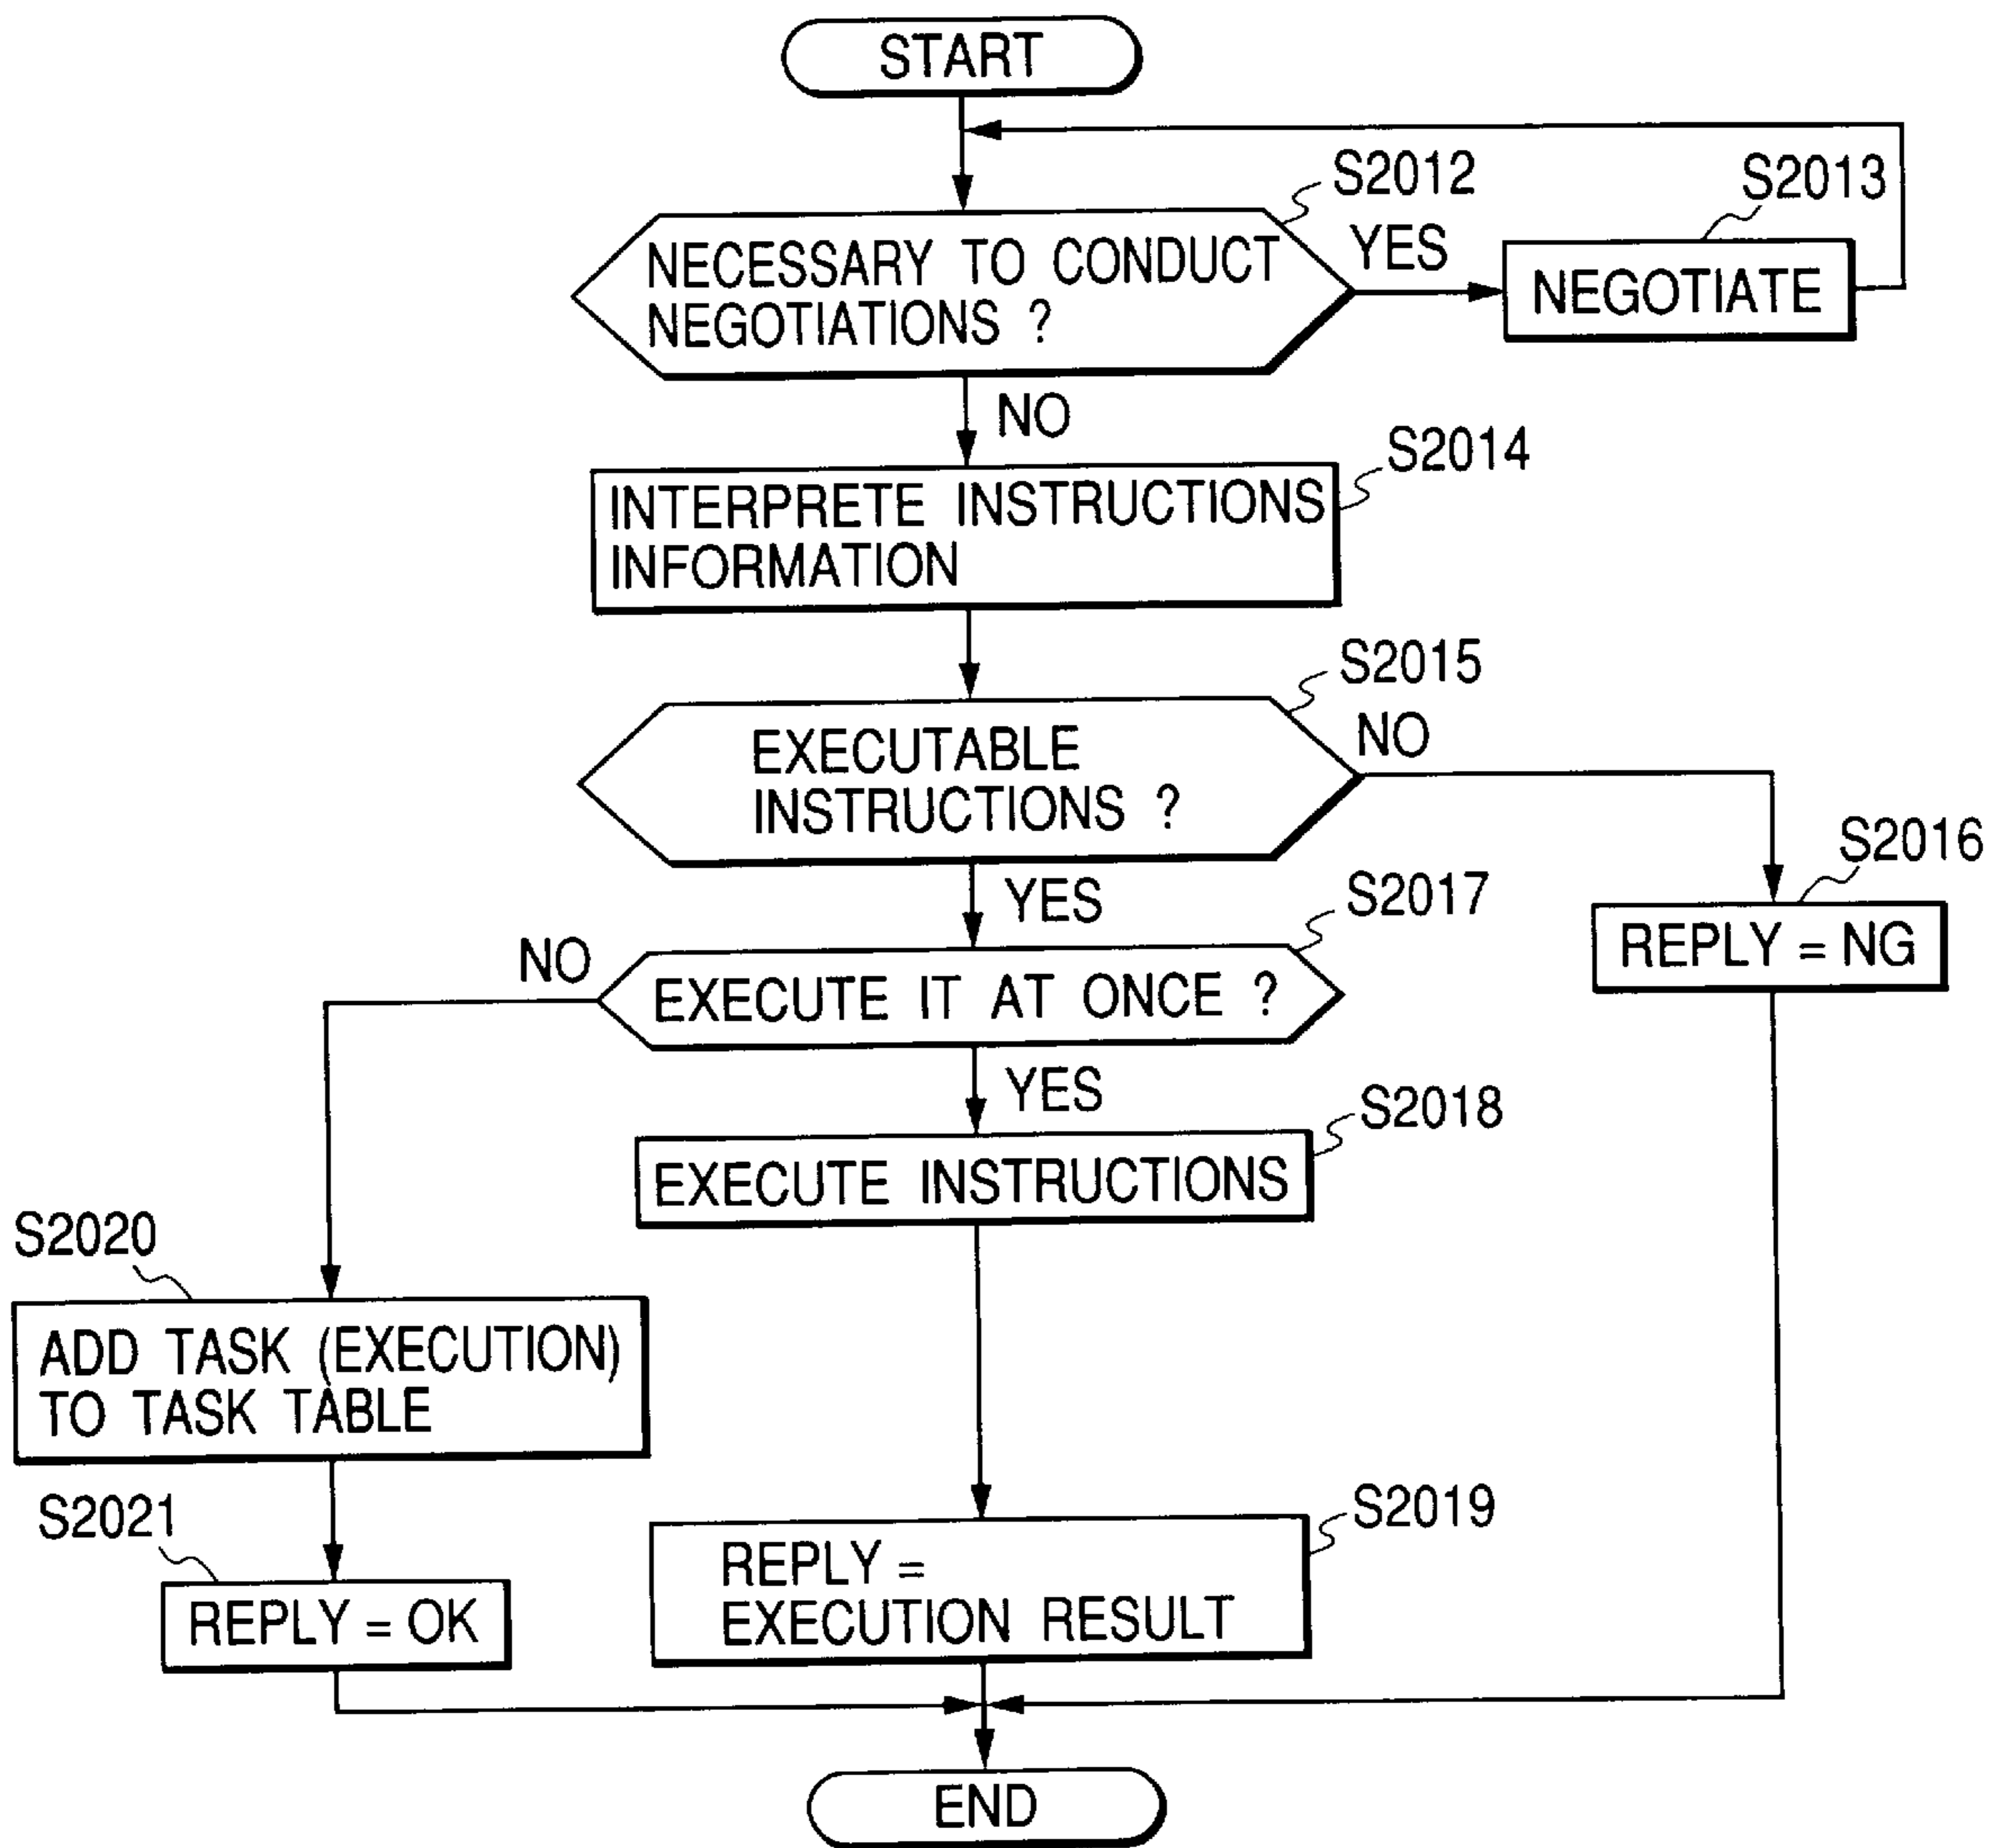 START
S2012
S2013
NECESSARY TO CONDUCT
NEGOTIATIONS ?
YES
NEGOTIATE
NO
S2014
INTERPRETE INSTRUCTIONS
INFORMATION
S2015
EXECUTABLE
INSTRUCTIONS ?
NO
S2016
REPLY = NG
YES
S2017
NO
EXECUTE IT AT ONCE ?
YES
S2018
EXECUTE INSTRUCTIONS
S2020
ADD TASK (EXECUTION)
TO TASK TABLE
S2021
REPLY = OK
S2019
REPLY =
EXECUTION RESULT
END